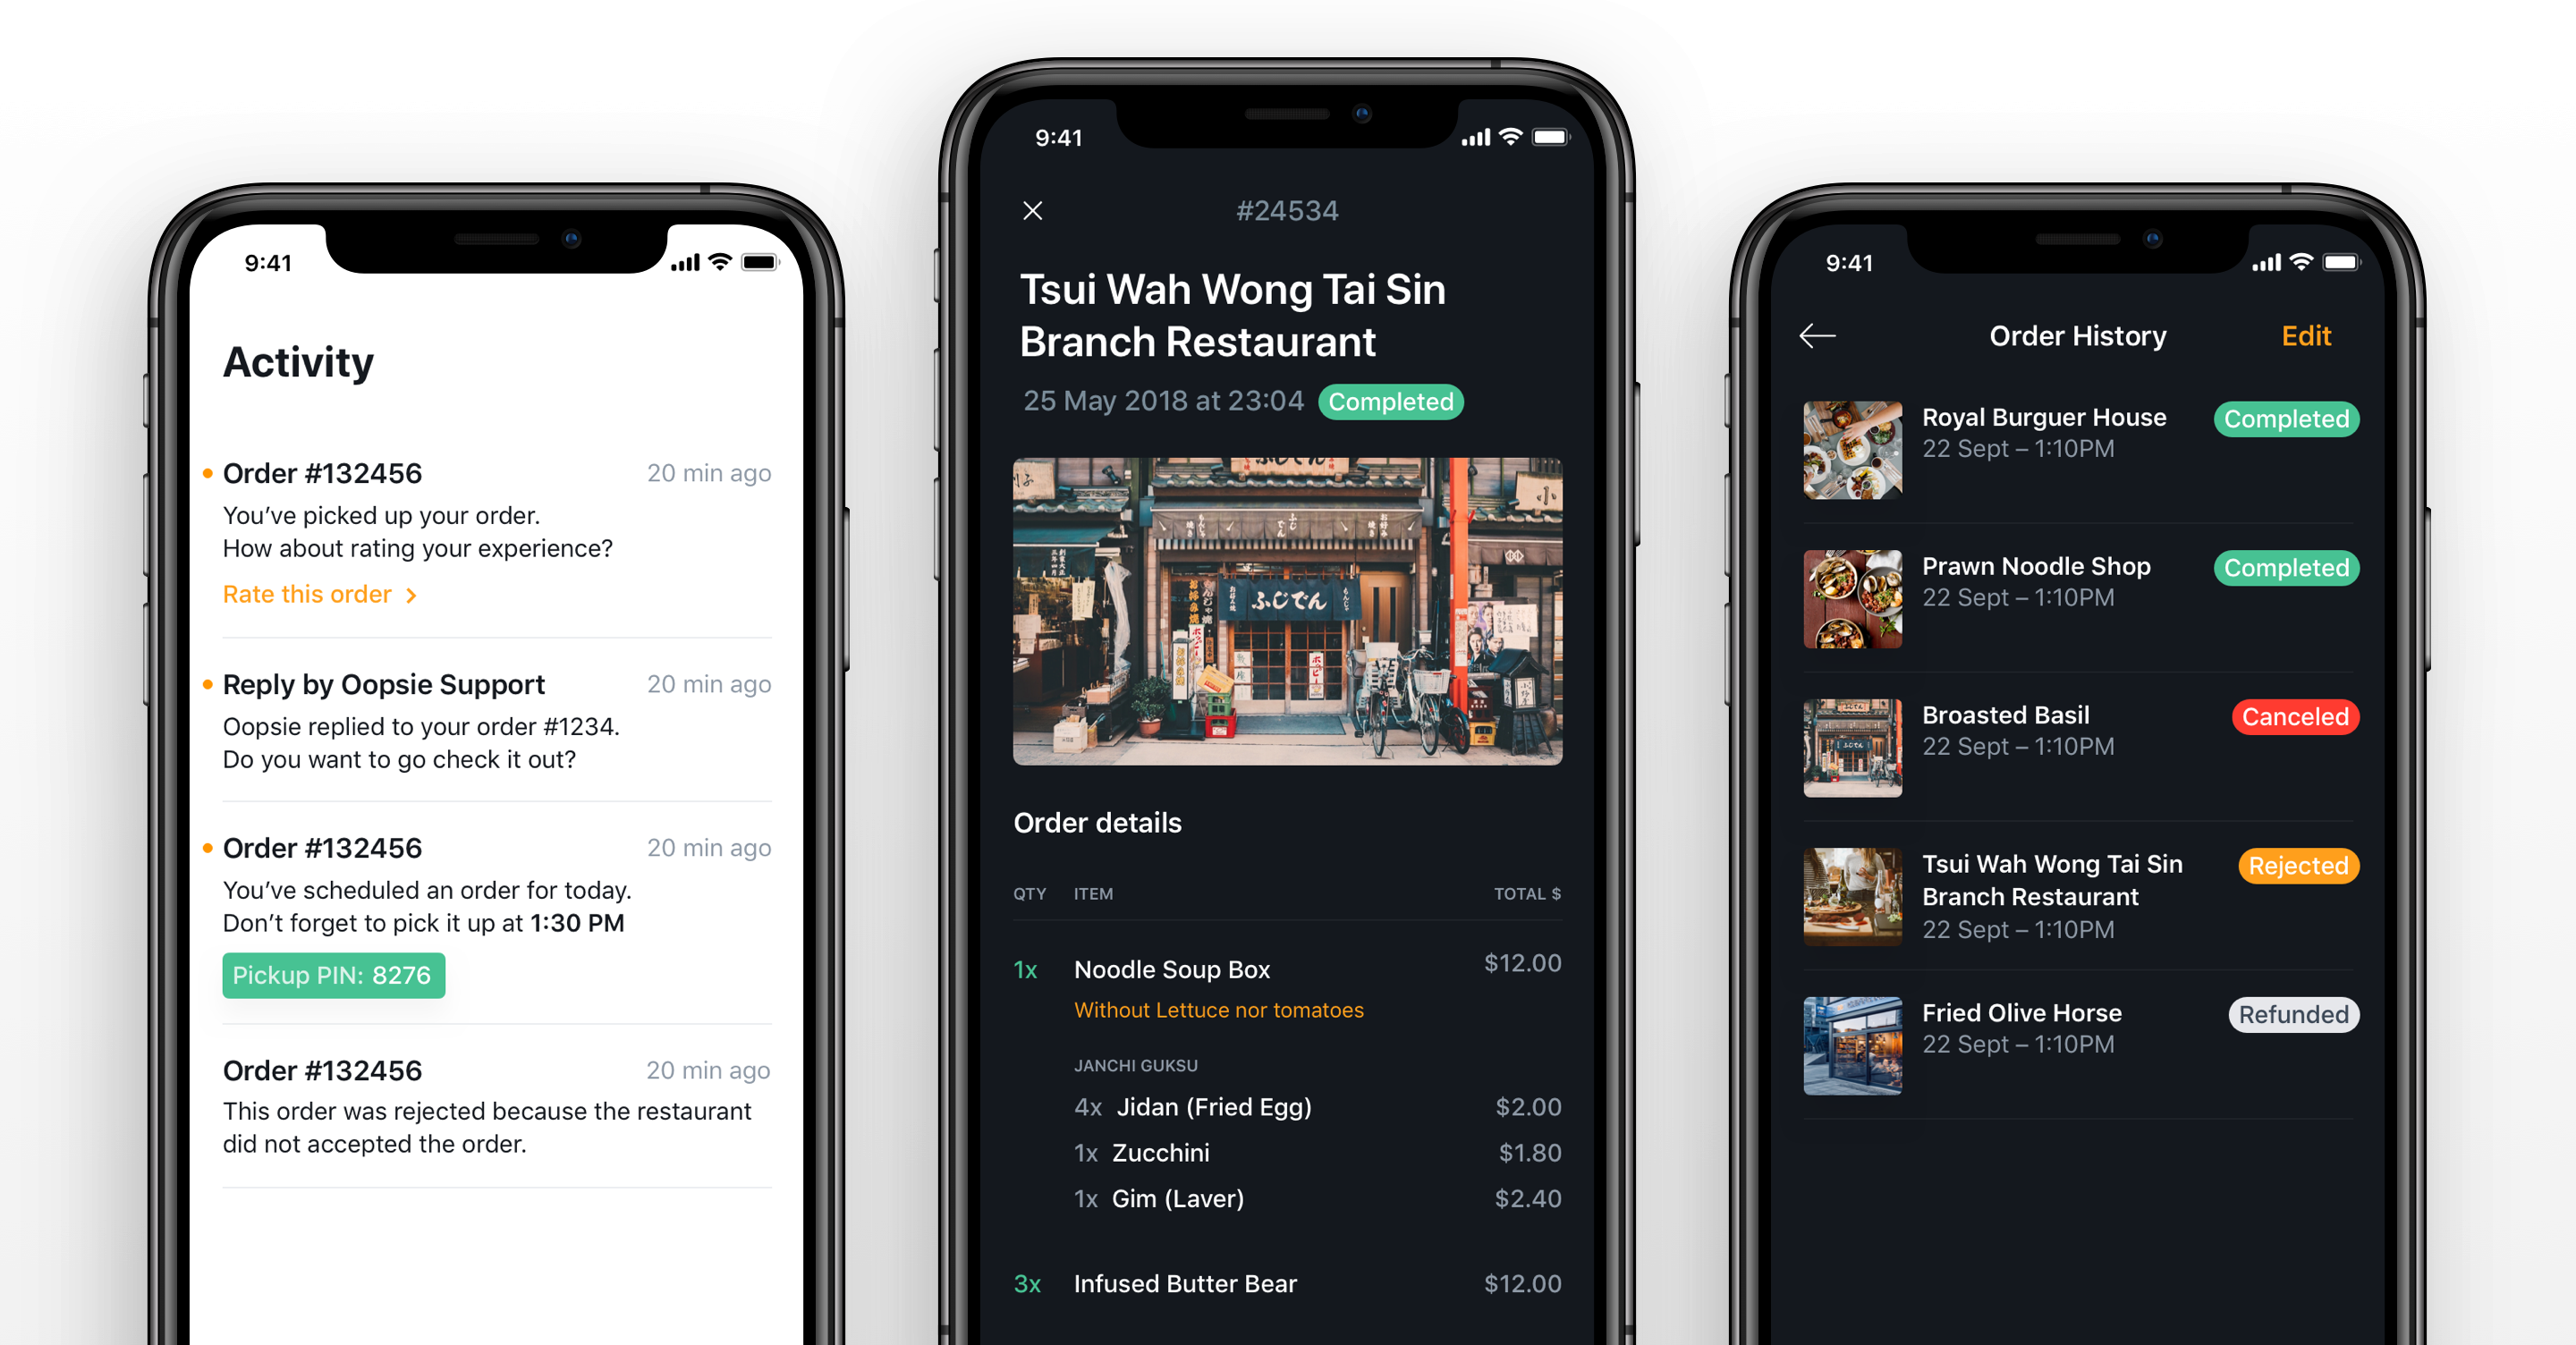 9:41
Activity
Order #132456 20 min ago
You’ve picked up your order.
How about rating your experience?
Rate this order
Reply by Oopsie Support 20 min ago
Oopsie replied to your order #1234.
Do you want to go check it out?
Order #132456 20 min ago
You’ve scheduled an order for today.
Don’t forget to pick it up at 1:30 PM
Pickup PIN: 8276
Order #132456 20 min ago
This order was rejected because the restaurant
did not accepted the order.
9:41
#24534
Tsui Wah Wong Tai Sin
Branch Restaurant
25 May 2018 at 23:04 Completed
ふじでん
Order details
QTY ITEM TOTAL $
1x Noodle Soup Box $12.00
Without Lettuce nor tomatoes
JANCHI GUKSU
4x Jidan (Fried Egg) $2.00
1x Zucchini $1.80
1x Gim (Laver) $2.40
3x Infused Butter Bear $12.00
9:41
Order History Edit
Royal Burguer House Completed
22 Sept – 1:10PM
Prawn Noodle Shop Completed
22 Sept – 1:10PM
Broasted Basil Canceled
22 Sept – 1:10PM
Tsui Wah Wong Tai Sin Rejected
Branch Restaurant
22 Sept – 1:10PM
Fried Olive Horse Refunded
22 Sept – 1:10PM